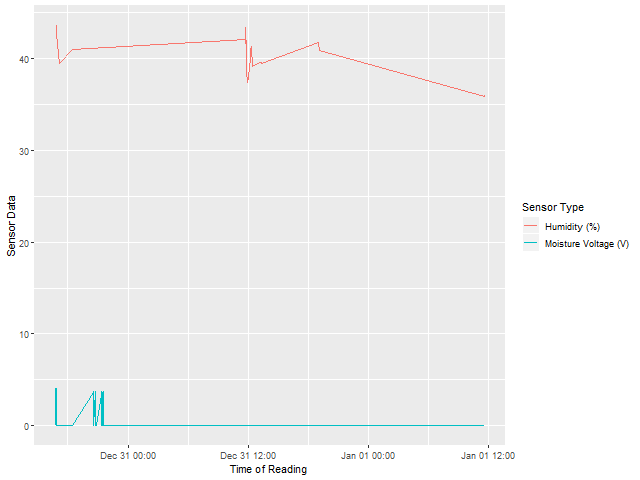 40
30
20
10
0
Sensor Data
Dec 31 00:00
Dec 31 12:00
Jan 01 00:00
Jan 01 12:00
Time of Reading
Sensor Type
Humidity (%)
Moisture Voltage (V)